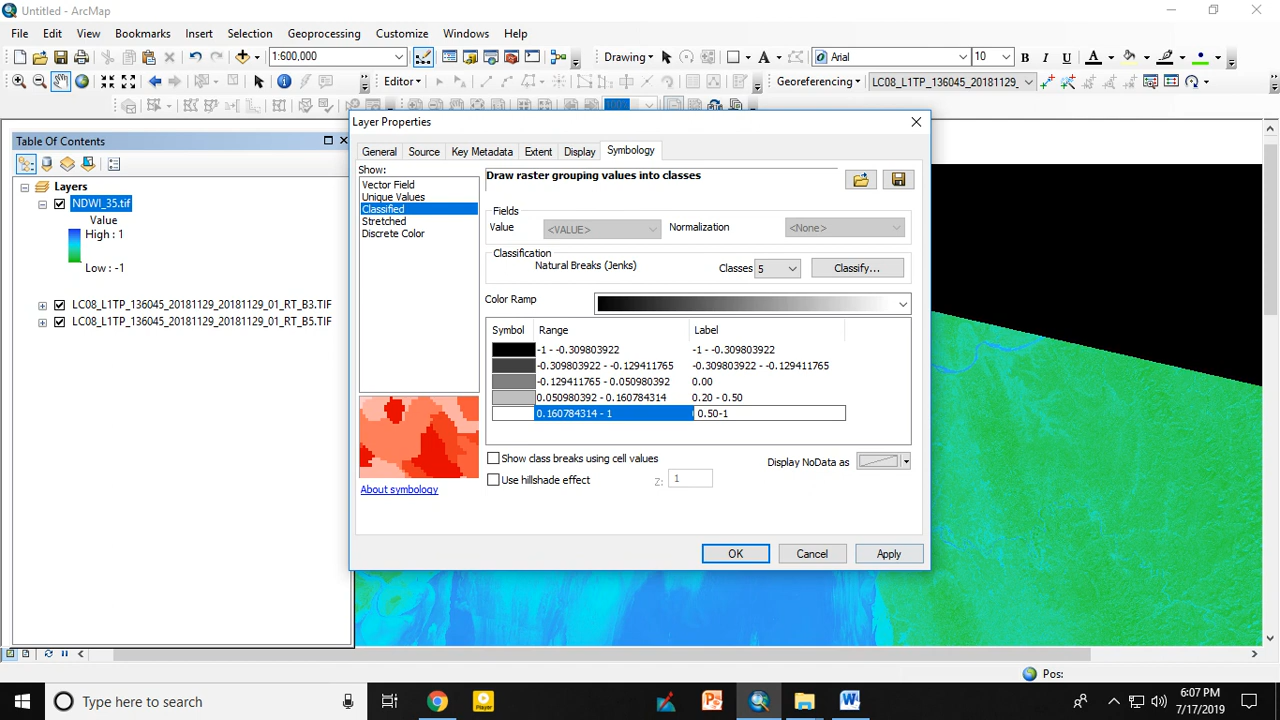 Untitled - ArcMap
File Edit View Bookmarks Insert Selection Geoprocessing Customize Windows Help
1:600,000 Drawing A Arial 10 B I U A
Editor Georeferencing LC08_L1TP_136045_20181129_
100%
Layer Properties
Table Of Contents
General Source Key Metadata Extent Display Symbology
Show:
Vector Field
Unique Values
Classified
Stretched
Discrete Color
About symbology
Draw raster grouping values into classes
Fields
Value <VALUE> Normalization <None>
Classification
Natural Breaks (Jenks) Classes 5 Classify...
Color Ramp
Symbol Range Label
-1 - -0.309803922 -1 - -0.309803922
-0.309803922 - -0.129411765 -0.309803922 - -0.129411765
-0.129411765 - 0.050980392 0.00
0.050980392 - 0.160784314 0.20 - 0.50
0.160784314 - 1 0.50-1
Show class breaks using cell values Display NoData as
Use hillshade effect Z: 1
OK Cancel Apply
Layers
NDWI_35.tif
Value
High : 1
Low : -1
LC08_L1TP_136045_20181129_20181129_01_RT_B3.TIF
LC08_L1TP_136045_20181129_20181129_01_RT_B5.TIF
Pos:
Type here to search
Player
6:07 PM
7/17/2019